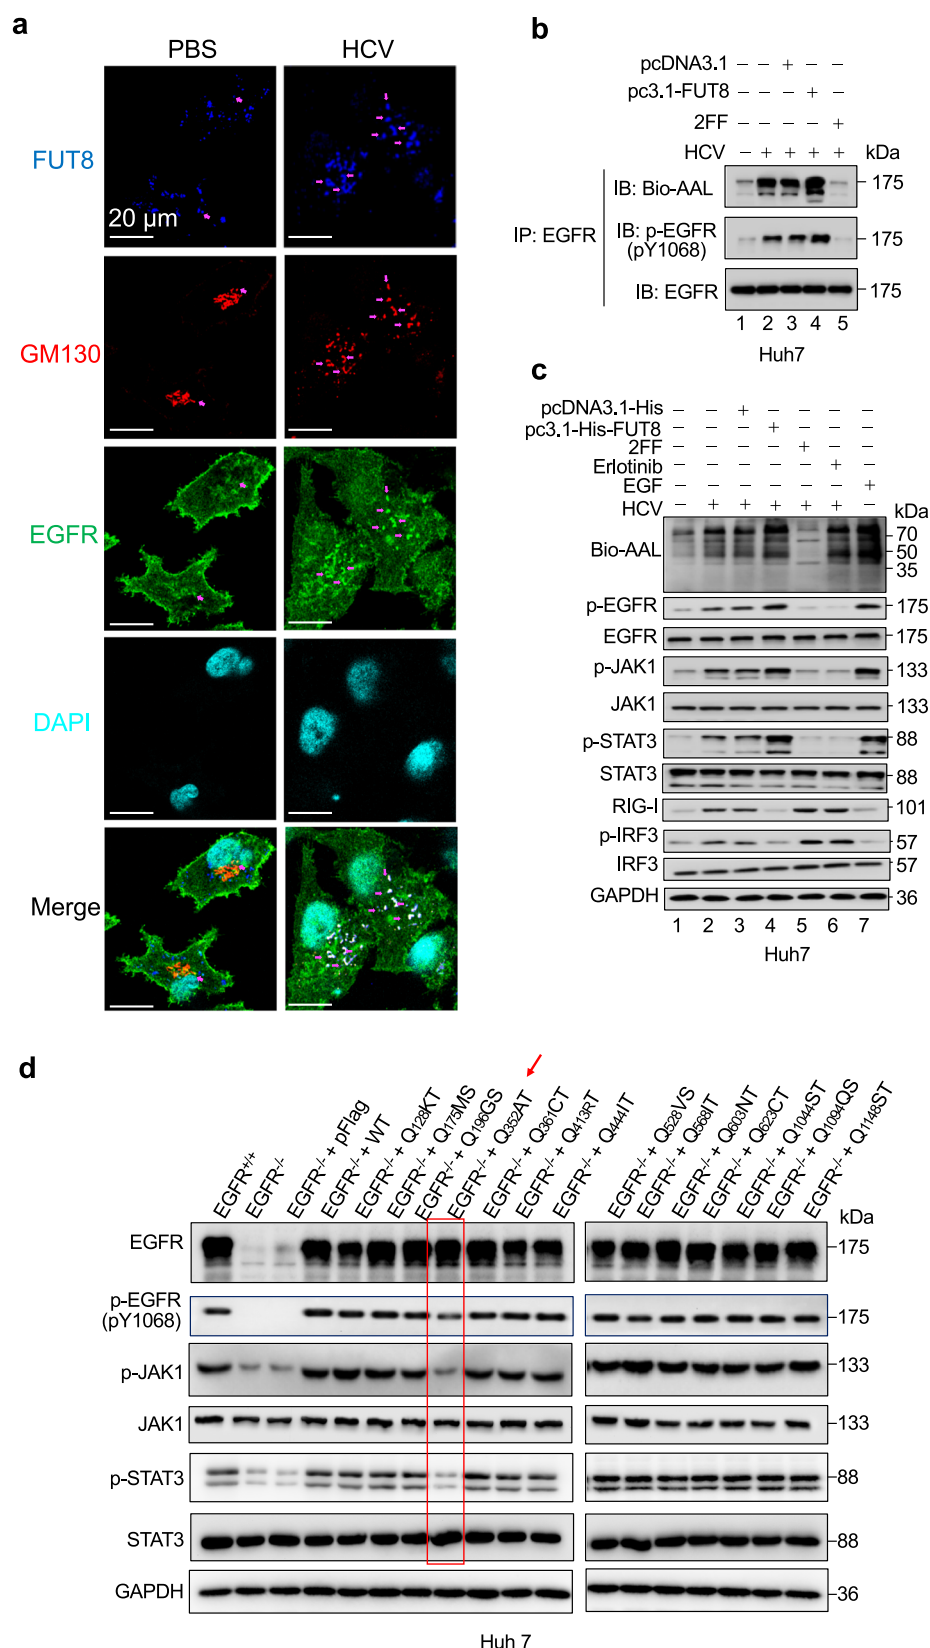 a
PBS HCV
FUT8
20 µm
GM130
EGFR
DAPI
Merge
b
pcDNA3.1 − − + − −
pc3.1-FUT8 − − − + −
2FF − − − − +
HCV − + + + + kDa
IP: EGFR
IB: Bio-AAL 175
IB: p-EGFR
(pY1068) 175
IB: EGFR 175
1 2 3 4 5
Huh7
c
pcDNA3.1-His − − + − − − −
pc3.1-His-FUT8 − − − + − − −
2FF − − − − + − −
Erlotinib − − − − − + −
EGF − − − − − − +
HCV − + + + + + −
kDa
Bio-AAL 70
50
35
p-EGFR 175
EGFR 175
p-JAK1 133
JAK1 133
p-STAT3 88
STAT3 88
RIG-I 101
p-IRF3 57
IRF3 57
GAPDH 36
1 2 3 4 5 6 7
Huh7
d
EGFR+/+
EGFR-/-
EGFR-/- + pFlag
EGFR-/- + WT
EGFR-/- + Q128KT
EGFR-/- + Q175MS
EGFR-/- + Q196GS
EGFR-/- + Q352AT
EGFR-/- + Q361CT
EGFR-/- + Q413RT
EGFR-/- + Q444IT
EGFR-/- + Q528VS
EGFR-/- + Q568IT
EGFR-/- + Q603NT
EGFR-/- + Q623CT
EGFR-/- + Q1044ST
EGFR-/- + Q1094QS
EGFR-/- + Q1148ST
kDa
EGFR 175
p-EGFR
(pY1068) 175
p-JAK1 133
JAK1 133
p-STAT3 88
STAT3 88
GAPDH 36
Huh 7